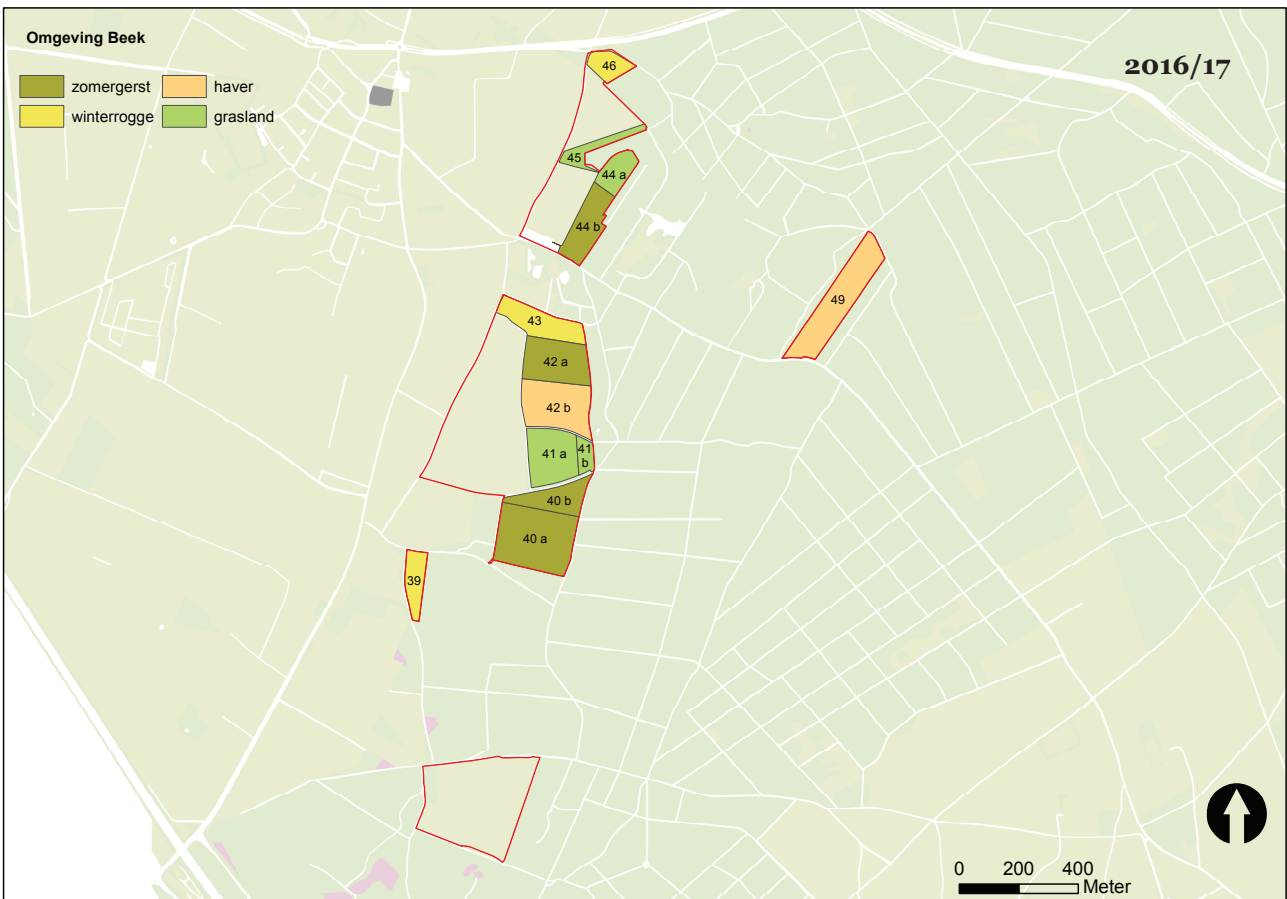 Omgeving Beek
2016/17
zomergerst haver
winterrogge grasland
46
45
44 a
44 b
49
43
42 a
42 b
41 a
41
b
40 b
40 a
39
0 200 400
Meter